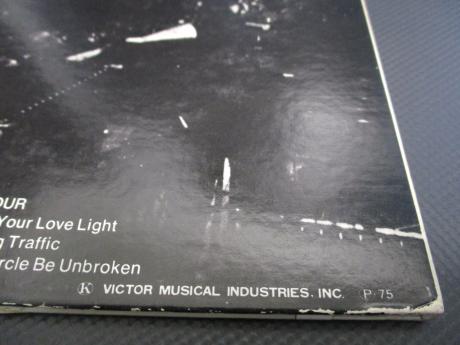 OUR
Your Love Light
g Traffic
rcle Be Unbroken
Ⓚ VICTOR MUSICAL INDUSTRIES, INC. P·75